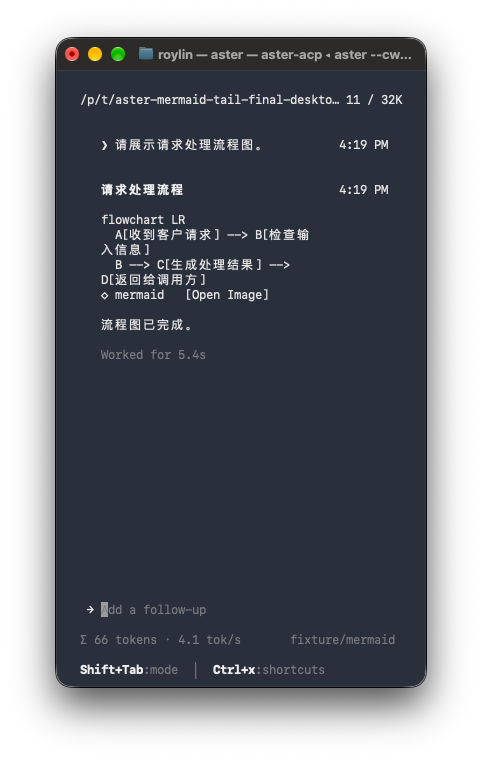 roylin — aster — aster-acp ◂ aster --cw...
/p/t/aster-mermaid-tail-final-deskto… 11 / 32K
❯ 请展示请求处理流程图。 4:19 PM
请求处理流程 4:19 PM
flowchart LR
A[收到客户请求] --> B[检查输
入信息]
B --> C[生成处理结果] -->
D[返回给调用方]
◇ mermaid [Open Image]
流程图已完成。
Worked for 5.4s
→ Add a follow-up
Σ 66 tokens · 4.1 tok/s fixture/mermaid
Shift+Tab:mode │ Ctrl+x:shortcuts